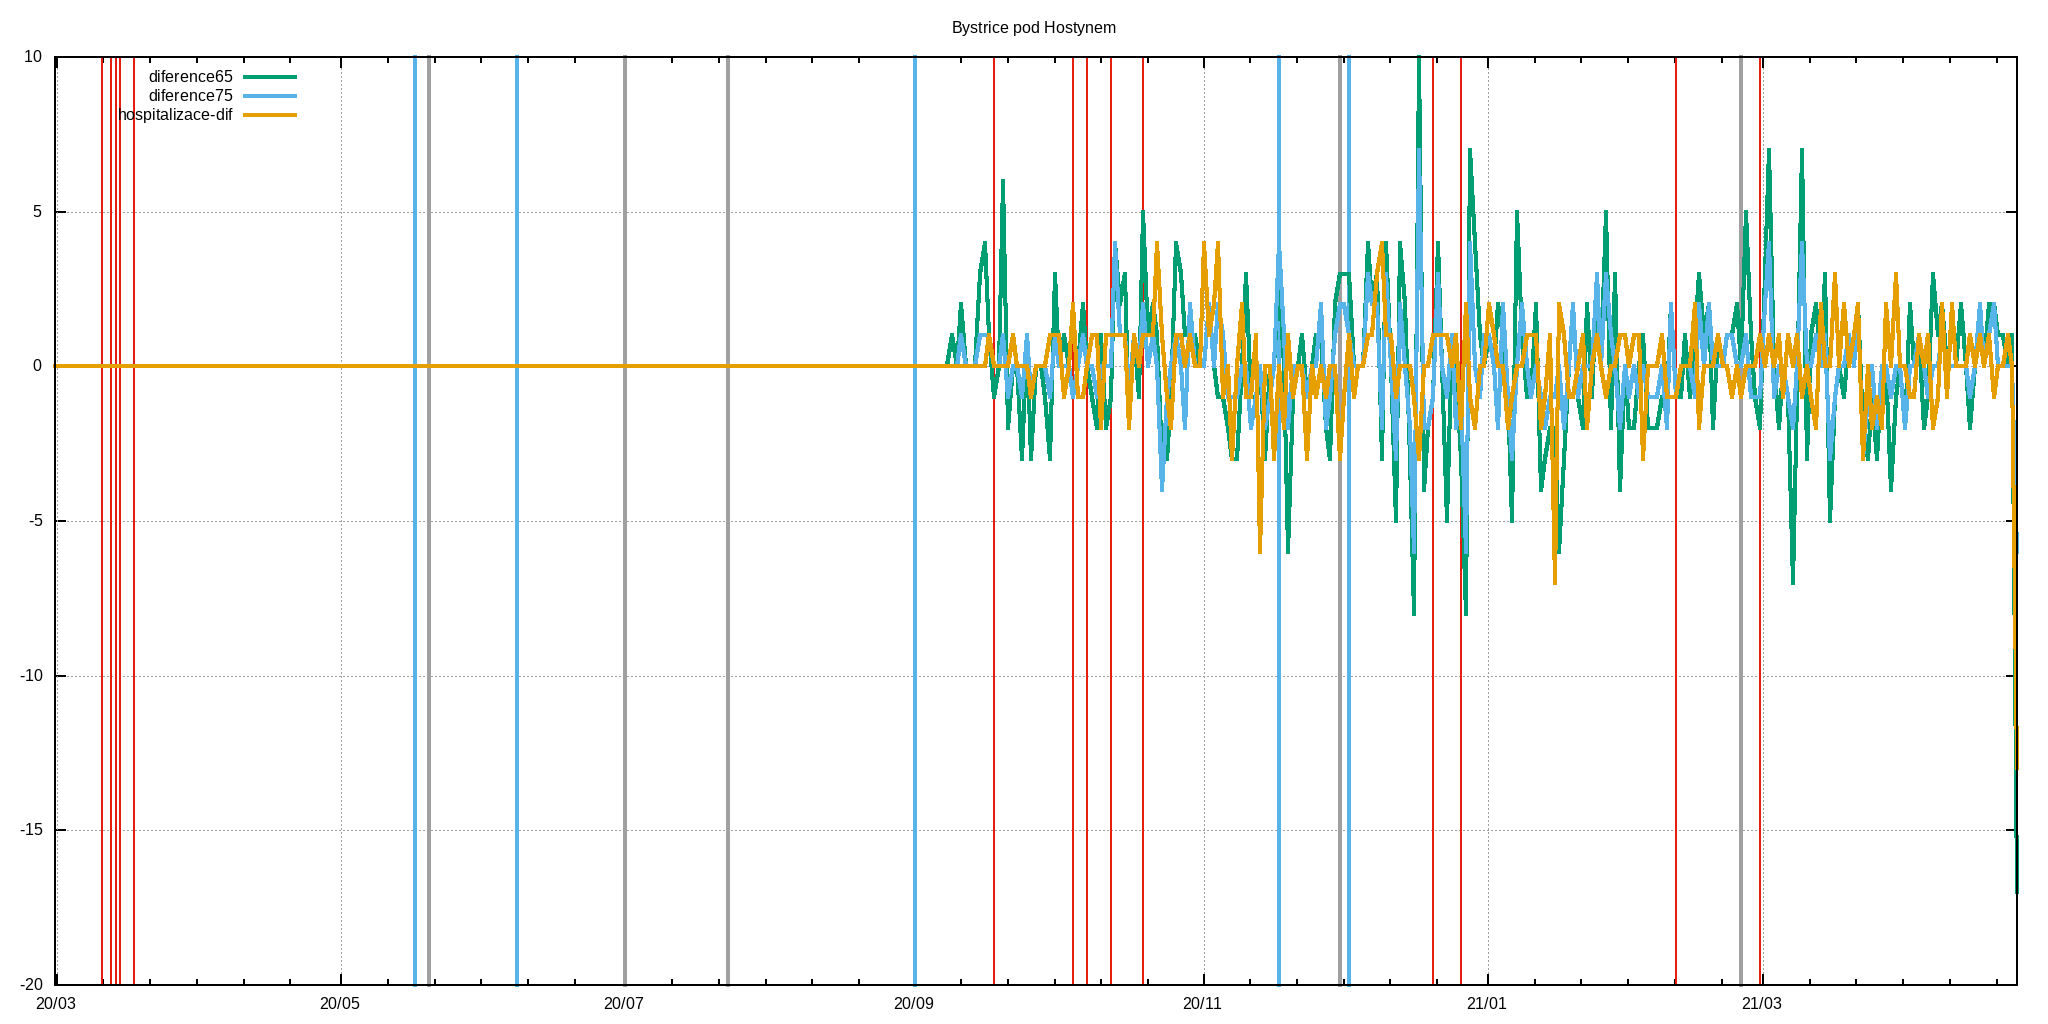 Bystrice pod Hostynem
10
diference65
diference75
hospitalizace-dif
5
0
-5
-10
-15
-20
20/03 20/05 20/07 20/09 20/11 21/01 21/03